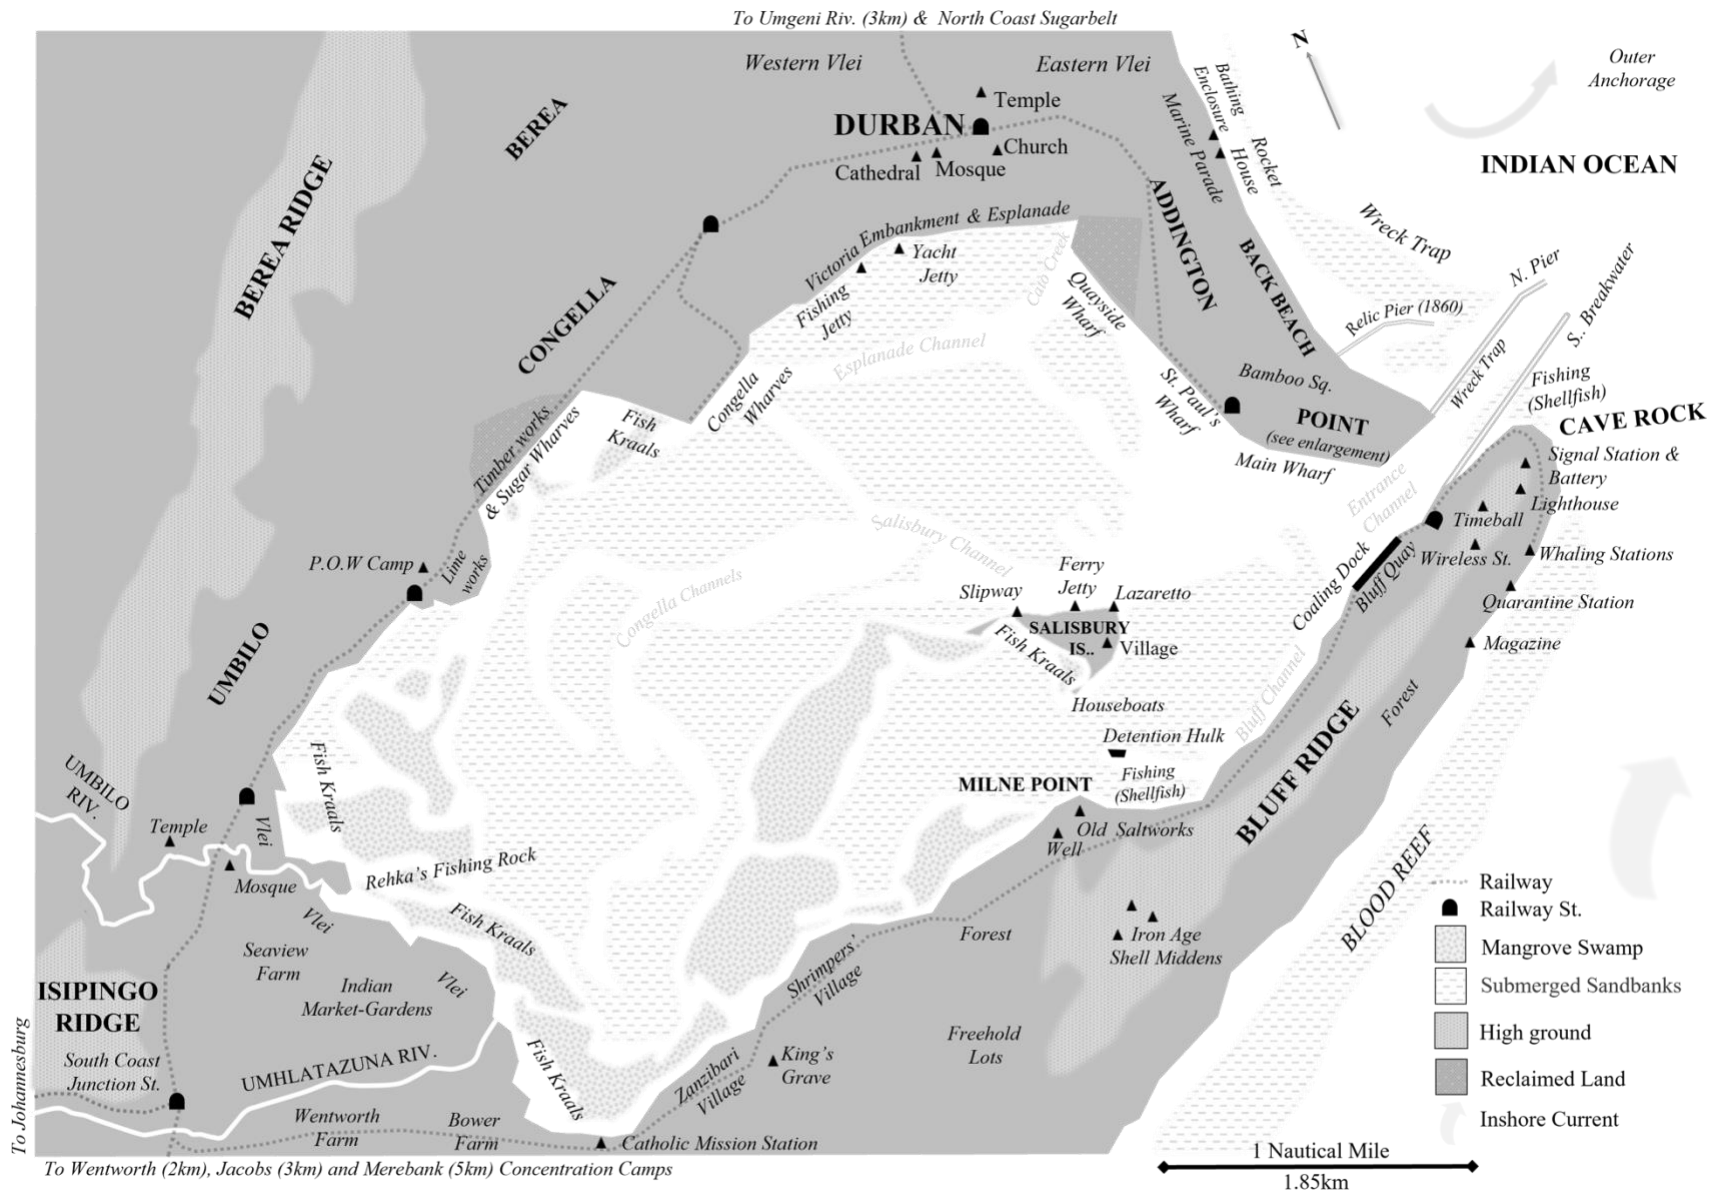 To Umgeni Riv. (3km) & North Coast Sugarbelt
Western Vlei
Eastern Vlei
N
Outer
Anchorage
INDIAN OCEAN
Bathing
Enclosure
Rocket
House
Marine Parade
Temple
DURBAN
Church
Cathedral
Mosque
BEREA
BEREA RIDGE
ADDINGTON
BACK BEACH
Wreck Trap
Victoria Embankment & Esplanade
Yacht
Jetty
Fishing
Jetty
Cato Creek
Quayside
Wharf
Esplanade Channel
CONGELLA
Congella
Wharves
Relic Pier (1860)
N. Pier
S.. Breakwater
Wreck Trap
Fishing
(Shellfish)
CAVE ROCK
Bamboo Sq.
St. Paul's
Wharf
POINT
(see enlargement)
Main Wharf
Entrance
Channel
Signal Station &
Battery
Lighthouse
Timeball
Wireless St.
Whaling Stations
Quarantine Station
Magazine
Fish
Kraals
Timber works
& Sugar Wharves
Lime
works
P.O.W Camp
Salisbury Channel
Congella Channels
Slipway
Ferry
Jetty
Lazaretto
SALISBURY
IS..
Village
Fish Kraals
Houseboats
Coaling Dock
Bluff Quay
Bluff Channel
Detention Hulk
Fishing
(Shellfish)
MILNE POINT
Old Saltworks
Well
BLUFF RIDGE
Forest
BLOOD REEF
UMBILO
UMBILO
RIV.
Temple
Vlei
Mosque
Fish Kraals
Rehka's Fishing Rock
Fish Kraals
Vlei
Seaview
Farm
Indian
Market-Gardens
Vlei
Forest
Iron Age
Shell Middens
Shrimpers'
Village
Freehold
Lots
ISIPINGO
RIDGE
South Coast
Junction St.
UMHLATAZUNA RIV.
Fish Kraals
Zanzibari
Village
King's
Grave
Wentworth
Farm
Bower
Farm
Catholic Mission Station
To Johannesburg
To Wentworth (2km), Jacobs (3km) and Merebank (5km) Concentration Camps
Railway
Railway St.
Mangrove Swamp
Submerged Sandbanks
High ground
Reclaimed Land
Inshore Current
1 Nautical Mile
1.85km